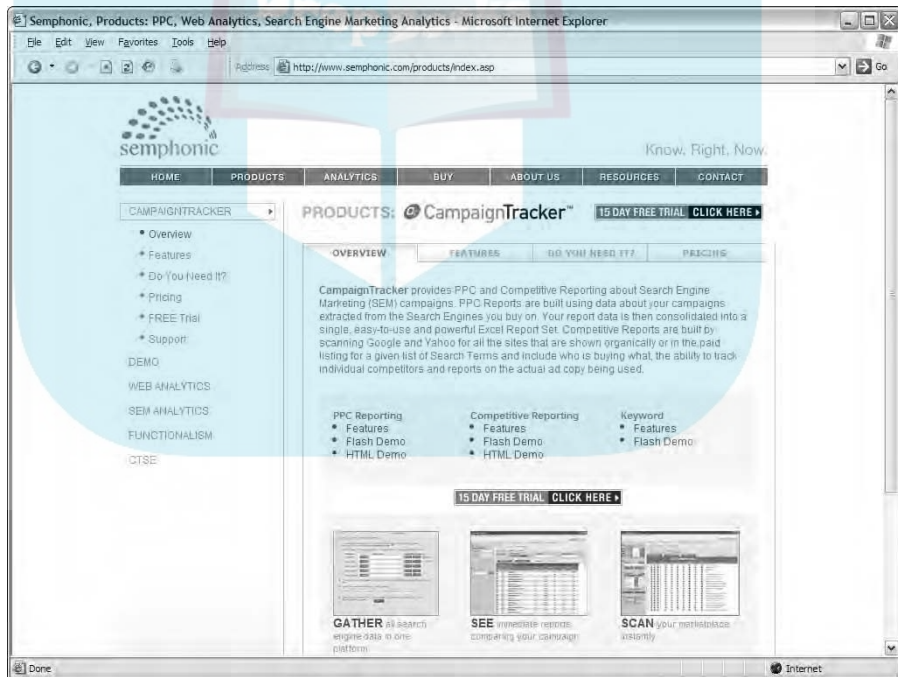 Semphonic, Products: PPC, Web Analytics, Search Engine Marketing Analytics - Microsoft Internet Explorer
File Edit View Favorites Tools Help
Address http://www.semphonic.com/products/index.asp Go
semphonic
Know. Right. Now.
HOME PRODUCTS ANALYTICS BUY ABOUT US RESOURCES CONTACT
CAMPAIGNTRACKER
PRODUCTS: CampaignTracker™ 15 DAY FREE TRIAL CLICK HERE
• Overview
• Features
• Do You Need It?
• Pricing
• FREE Trial
• Support
DEMO
WEB ANALYTICS
SEM ANALYTICS
FUNCTIONALISM
CTSE
OVERVIEW FEATURES DO YOU NEED IT? PRICING
CampaignTracker provides PPC and Competitive Reporting about Search Engine
Marketing (SEM) campaigns. PPC Reports are built using data about your campaigns
extracted from the Search Engines you buy on. Your report data is then consolidated into a
single, easy-to-use and powerful Excel Report Set. Competitive Reports are built by
scanning Google and Yahoo for all the sites that are shown organically or in the paid
listing for a given list of Search Terms and include who is buying what, the ability to track
individual competitors and reports on the actual ad copy being used.
PPC Reporting
• Features
• Flash Demo
• HTML Demo
Competitive Reporting
• Features
• Flash Demo
• HTML Demo
Keyword
• Features
• Flash Demo
15 DAY FREE TRIAL CLICK HERE
GATHER all search
engine data in one
platform
SEE immediate reports
comparing your campaign
SCAN your marketplace
instantly
Done Internet